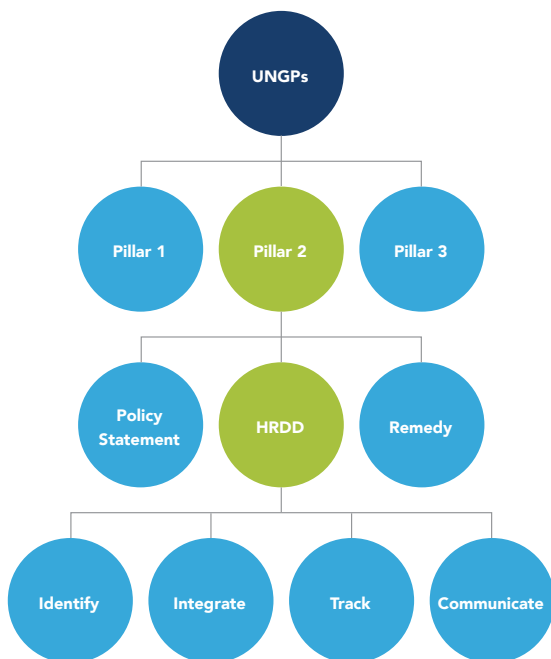 UNGPs
Pillar 1
Pillar 2
Pillar 3
Policy
Statement
HRDD
Remedy
Identify
Integrate
Track
Communicate